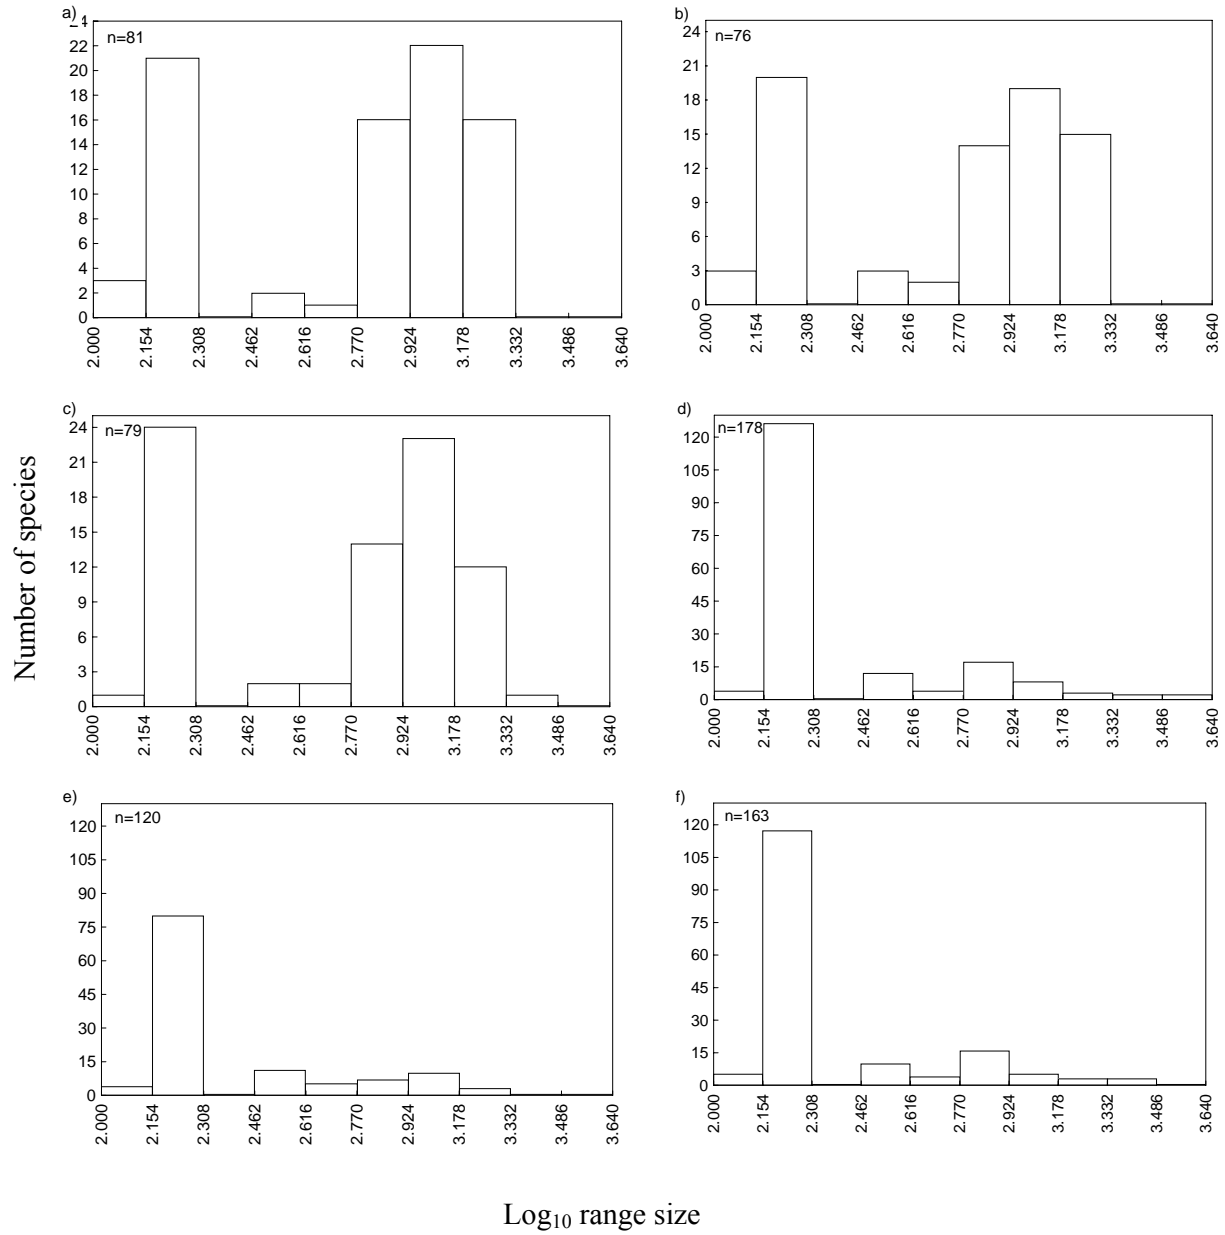 a)
n=81
22
20
18
16
14
12
10
8
6
4
2
0
2.000 2.154 2.308 2.462 2.616 2.770 2.924 3.178 3.332 3.486 3.640
b)
n=76
24
21
18
15
12
9
6
3
0
2.000 2.154 2.308 2.462 2.616 2.770 2.924 3.178 3.332 3.486 3.640
c)
n=79
24
21
18
15
12
9
6
3
0
2.000 2.154 2.308 2.462 2.616 2.770 2.924 3.178 3.332 3.486 3.640
d)
n=178
120
105
90
75
60
45
30
15
0
2.000 2.154 2.308 2.462 2.616 2.770 2.924 3.178 3.332 3.486 3.640
Number of species
e)
n=120
120
105
90
75
60
45
30
15
0
2.000 2.154 2.308 2.462 2.616 2.770 2.924 3.178 3.332 3.486 3.640
f)
n=163
120
105
90
75
60
45
30
15
0
2.000 2.154 2.308 2.462 2.616 2.770 2.924 3.178 3.332 3.486 3.640
Log₁₀ range size